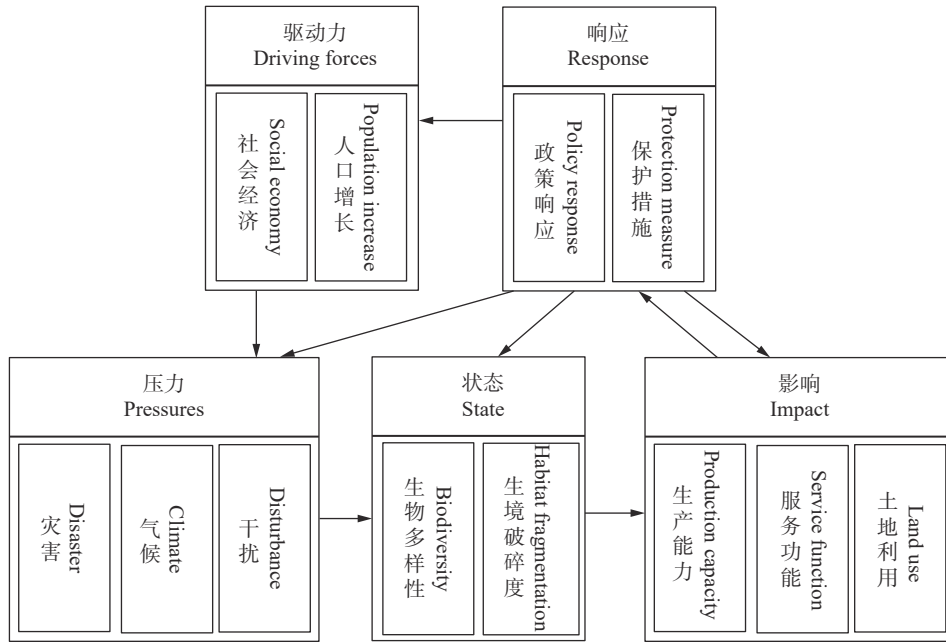 驱动力
Driving forces
社会经济
Social economy
人口增长
Population increase
响应
Response
政策响应
Policy response
保护措施
Protection measure
压力
Pressures
灾害
Disaster
气候
Climate
干扰
Disturbance
状态
State
生物多样性
Biodiversity
生境破碎度
Habitat fragmentation
影响
Impact
生产能力
Production capacity
服务功能
Service function
土地利用
Land use